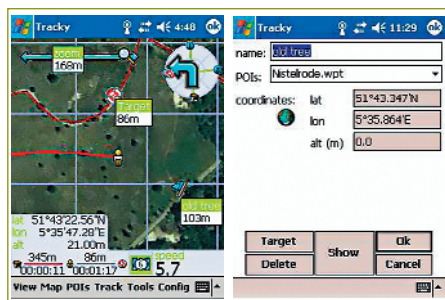 Tracky 4:48 ok
zoom
168m
Target
86m
old tree
103m
lat 51°43'22.56"N
lon 5°35'47.28"E
alt 21.00m
345m 86m speed
00:00:11 00:01:17 5.7
View Map POIs Track Tools Config
Tracky 11:29 ok
name: old tree
POIs: Nistelrode.wpt
coordinates: lat 51°43.347'N
lon 5°35.864'E
alt (m) 0.0
Target Show Ok
Delete Cancel